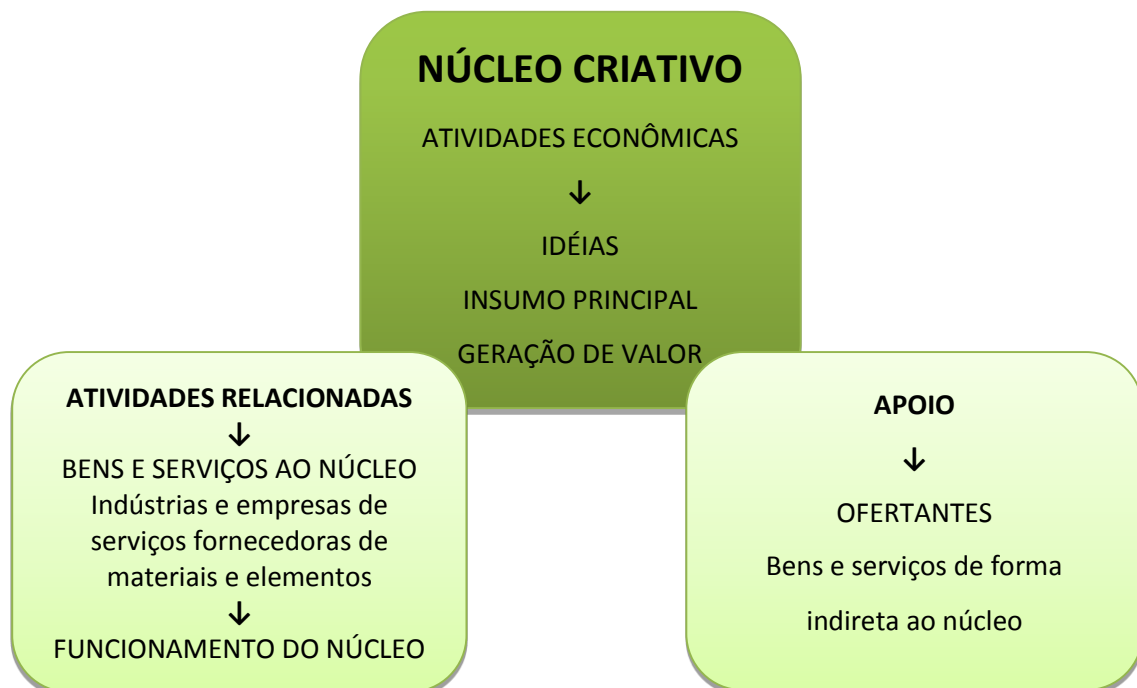 NÚCLEO CRIATIVO
ATIVIDADES ECONÔMICAS
↓
IDÉIAS
INSUMO PRINCIPAL
GERAÇÃO DE VALOR
ATIVIDADES RELACIONADAS
↓
BENS E SERVIÇOS AO NÚCLEO
Indústrias e empresas de
serviços fornecedoras de
materiais e elementos
↓
FUNCIONAMENTO DO NÚCLEO
APOIO
↓
OFERTANTES
Bens e serviços de forma
indireta ao núcleo